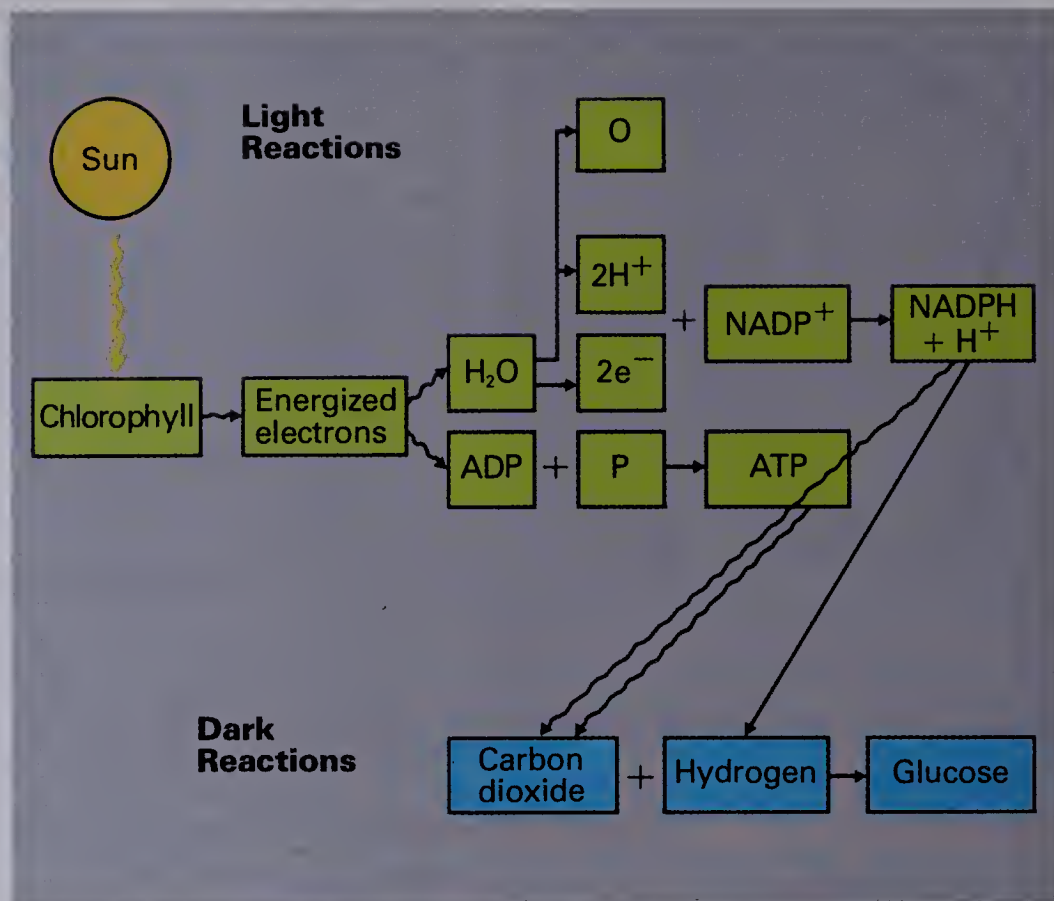 Light
Reactions
Sun
O
2H⁺
+
NADP⁺
NADPH
+ H⁺
H₂O
2e⁻
Chlorophyll
Energized
electrons
ADP
+
P
ATP
Dark
Reactions
Carbon
dioxide
+
Hydrogen
Glucose